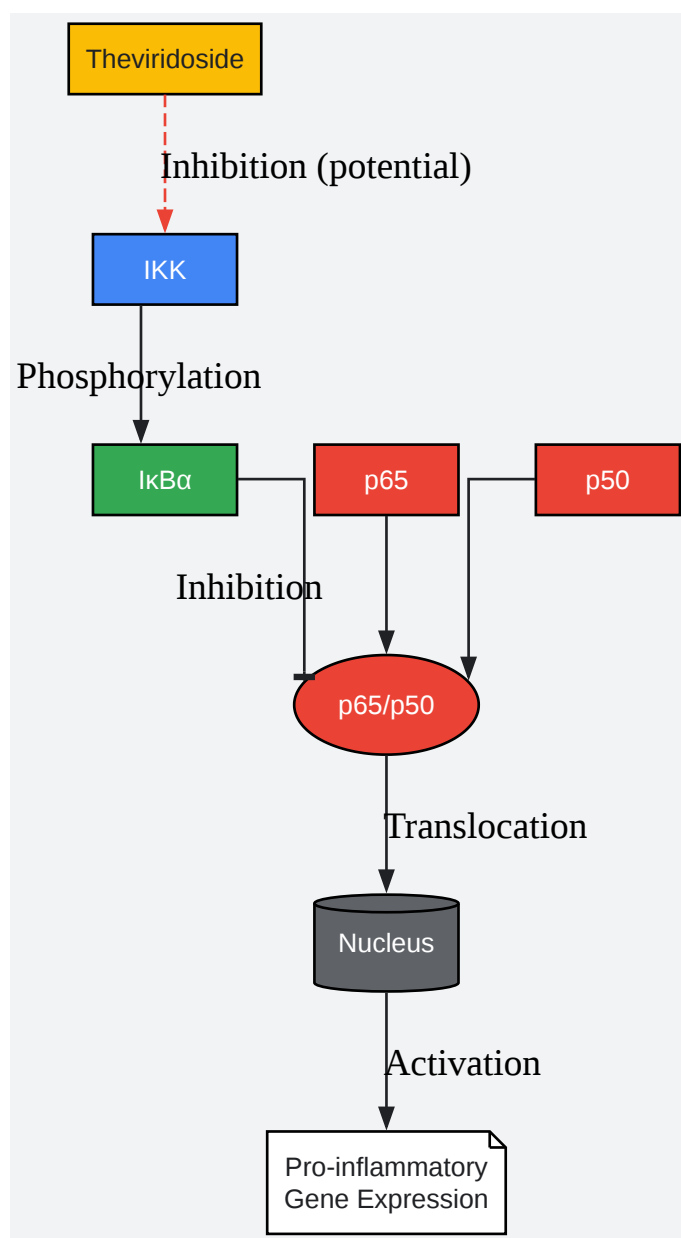 Theviridoside
Inhibition (potential)
IKK
Phosphorylation
IκBα
p65
p50
Inhibition
p65/p50
Translocation
Nucleus
Activation
Pro-inflammatory
Gene Expression